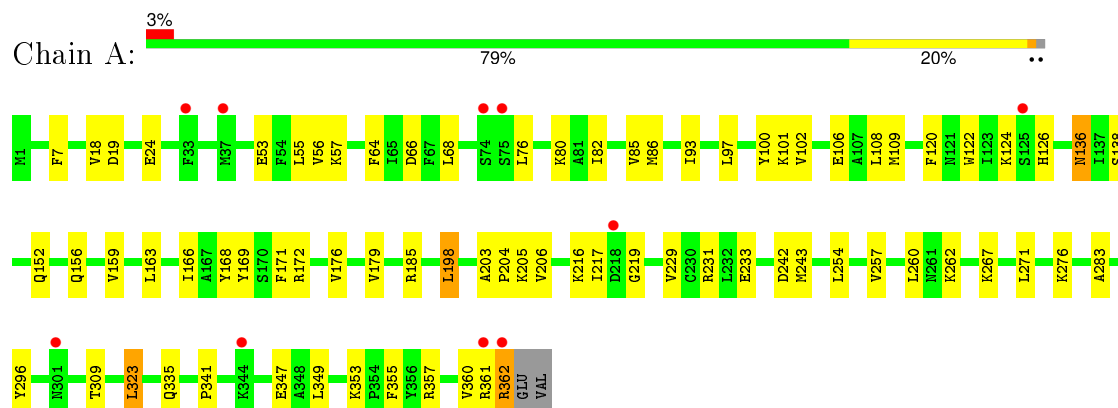 3%
Chain A:
79% 20% ••
M1 F7 V18 D19 E24 F33 M37 E53 F54 L55 V56 K57 F64 I65 D66 F67 L68 S74 S75 L76 K80 A81 I82 V85 M86 I93 L97 Y100 K101 V102 E106 A107 L108 M109 F120 N121 W122 I123 K124 S125 H126 N136 I137 S138
Q152 Q156 V159 L163 I166 A167 Y168 Y169 S170 F171 R172 V176 V179 R185 L198 A203 P204 K205 V206 K216 I217 D218 G219 V229 C230 R231 L232 E233 D242 M243 L254 V257 L260 N261 K262 K267 L271 K276 A283
Y296 N301 T309 L323 Q335 P341 K344 E347 A348 L349 K353 P354 F355 Y356 R357 V360 R361 R362 GLU VAL